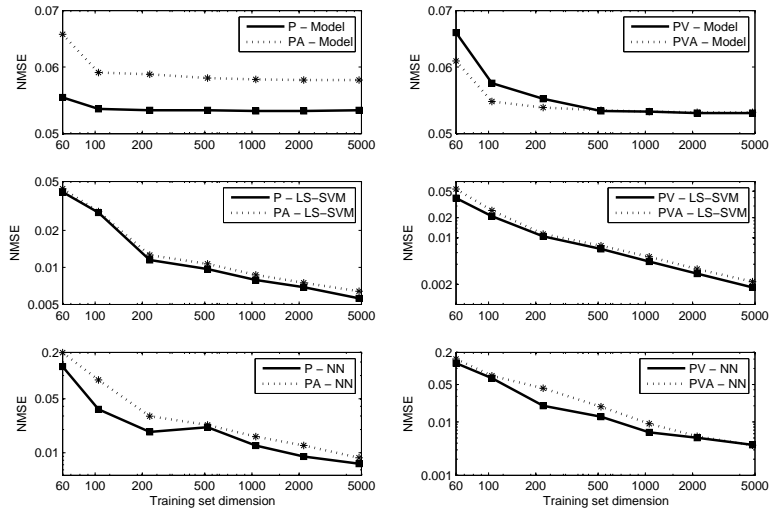 0.07
0.06
0.05
NMSE
P – Model
PA – Model
60 100 200 500 1000 2000 5000
0.07
0.06
0.05
NMSE
PV – Model
PVA – Model
60 100 200 500 1000 2000 5000
0.05
0.02
0.01
0.005
NMSE
P – LS–SVM
PA – LS–SVM
60 100 200 500 1000 2000 5000
0.05
0.02
0.01
0.002
NMSE
PV – LS–SVM
PVA – LS–SVM
60 100 200 500 1000 2000 5000
0.2
0.05
0.01
NMSE
P – NN
PA – NN
60 100 200 500 1000 2000 5000
Training set dimension
0.2
0.05
0.01
0.001
NMSE
PV – NN
PVA – NN
60 100 200 500 1000 2000 5000
Training set dimension